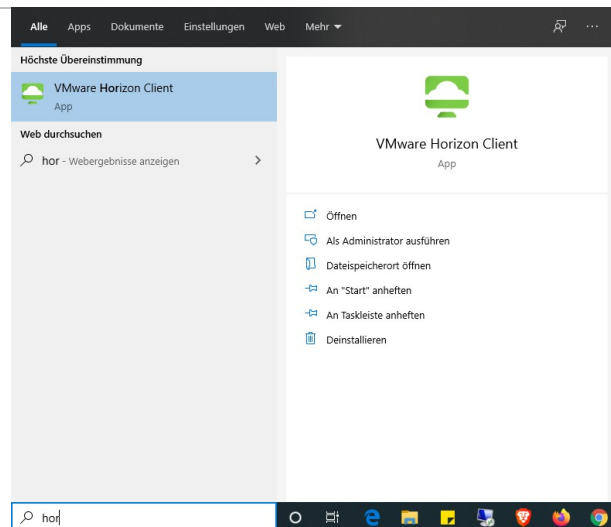 Alle Apps Dokumente Einstellungen Web Mehr
Höchste Übereinstimmung
VMware Horizon Client
App
Web durchsuchen
hor - Webergebnisse anzeigen
VMware Horizon Client
App
Öffnen
Als Administrator ausführen
Dateispeicherort öffnen
An "Start" anheften
An Taskleiste anheften
Deinstallieren
hor